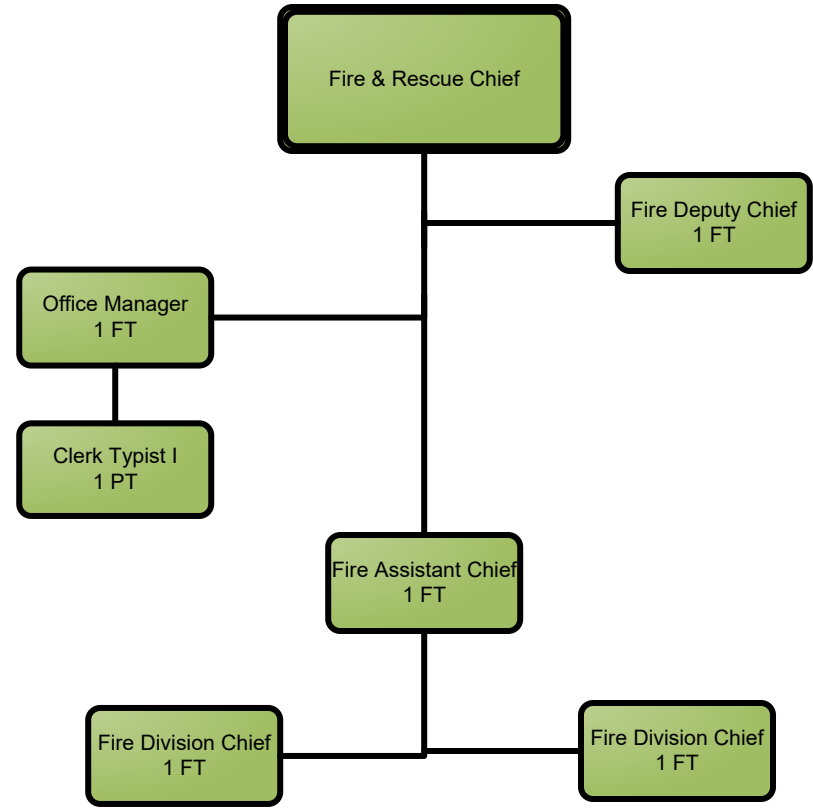 Fire & Rescue Chief
Fire Deputy Chief
1 FT
Office Manager
1 FT
Clerk Typist I
1 PT
Fire Assistant Chief
1 FT
Fire Division Chief
1 FT
Fire Division Chief
1 FT